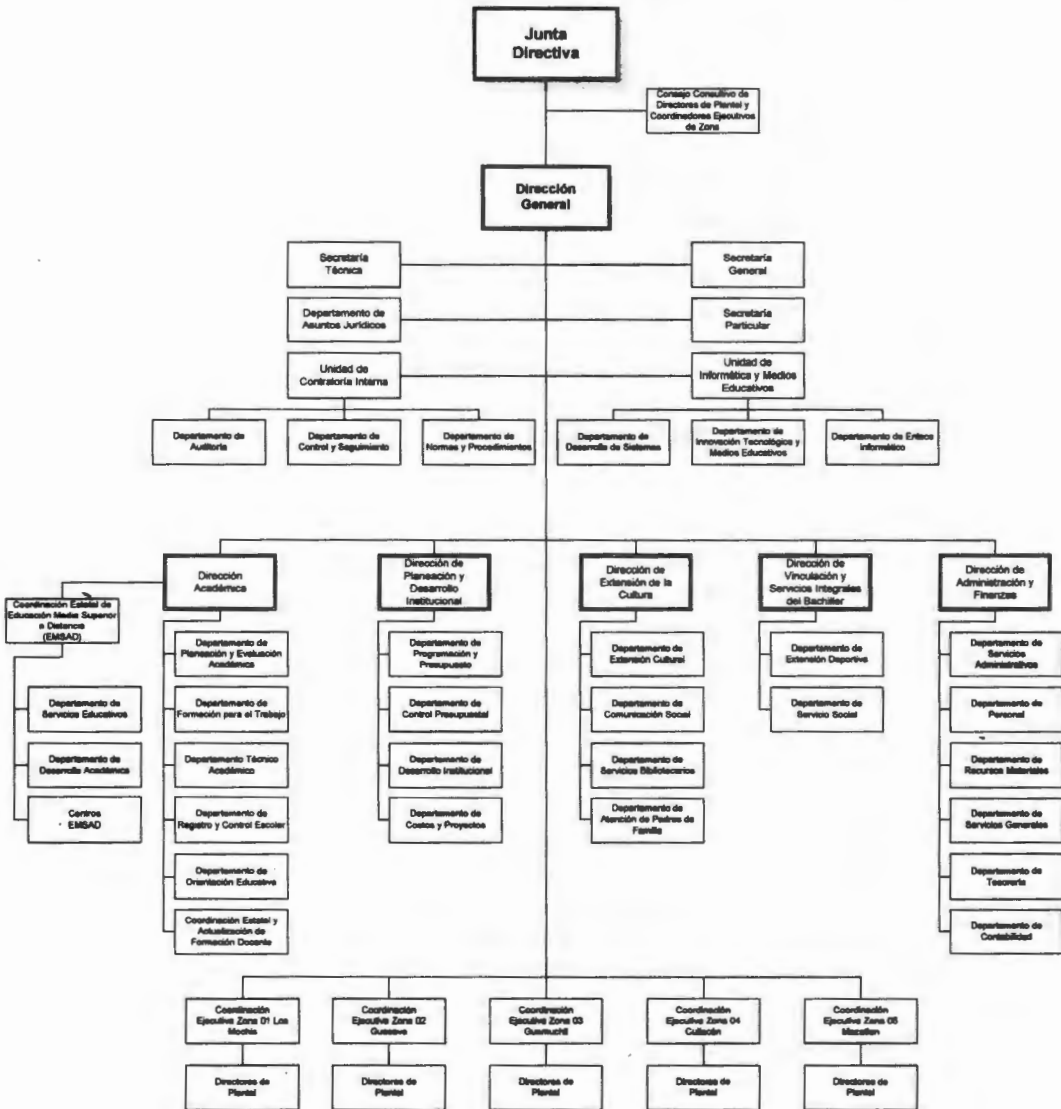 Junta
Directiva
Consejo Consultivo de
Directores de Plantel y
Coordinadores Ejecutivos
de Zona
Dirección
General
Secretaría
Técnica
Secretaría
General
Departamento de
Asuntos Jurídicos
Secretaría
Particular
Unidad de
Contraloría Interna
Unidad de
Informática y Medios
Educativos
Departamento de
Auditoría
Departamento de
Control y Seguimiento
Departamento de
Normas y Procedimientos
Departamento de
Desarrollo de Sistemas
Departamento de
Innovación Tecnológico y
Medios Educativos
Departamento de Enlace
Informático
Dirección
Académica
Dirección de
Planeación y
Desarrollo
Institucional
Dirección de
Extensión de la
Cultura
Dirección de
Vinculación y
Servicios Integrales
del Bachiller
Dirección de
Administración y
Finanzas
Coordinación Estatal de
Educación Media Superior
a Distancia
(EMSAD)
Departamento de
Servicios Educativos
Departamento de
Desarrollo Académico
Centros
EMSAD
Departamento de
Planeación y Evaluación
Académica
Departamento de
Formación para el Trabajo
Departamento Técnico
Académico
Departamento de
Registro y Control Escolar
Departamento de
Orientación Educativa
Coordinación Estatal y
Actualización de
Formación Docente
Departamento de
Programación y
Presupuesto
Departamento de
Control Presupuestal
Departamento de
Desarrollo Institucional
Departamento de
Costos y Proyectos
Departamento de
Extensión Cultural
Departamento de
Comunicación Social
Departamento de
Servicios Bibliotecarios
Departamento de
Atención de Padres de
Familia
Departamento de
Extensión Deportiva
Departamento de
Servicio Social
Departamento de
Servicios
Administrativos
Departamento de
Personal
Departamento de
Recursos Materiales
Departamento de
Servicios Generales
Departamento de
Tesorería
Departamento de
Contabilidad
Coordinación
Ejecutiva Zona 01 Los
Mochis
Coordinación
Ejecutiva Zona 02
Guasave
Coordinación
Ejecutiva Zona 03
Guamuchil
Coordinación
Ejecutiva Zona 04
Culiacán
Coordinación
Ejecutiva Zona 05
Mazatlan
Directores de
Plantel
Directores de
Plantel
Directores de
Plantel
Directores de
Plantel
Directores de
Plantel